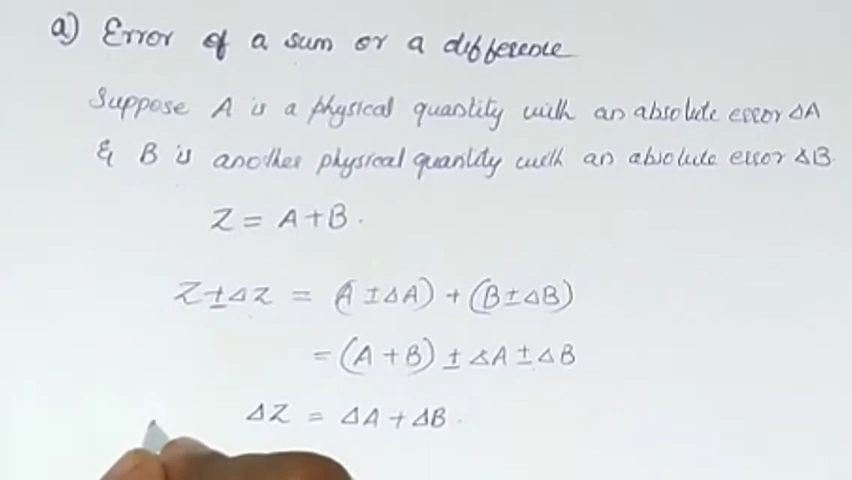 a) Error of a sum or a difference
Suppose A is a physical quantity with an absolute error ΔA
& B is another physical quantity with an absolute error ΔB.
Z = A+B.
Z±ΔZ = (A ±ΔA) + (B±ΔB)
= (A+B) ± ΔA ± ΔB
ΔZ = ΔA + ΔB.